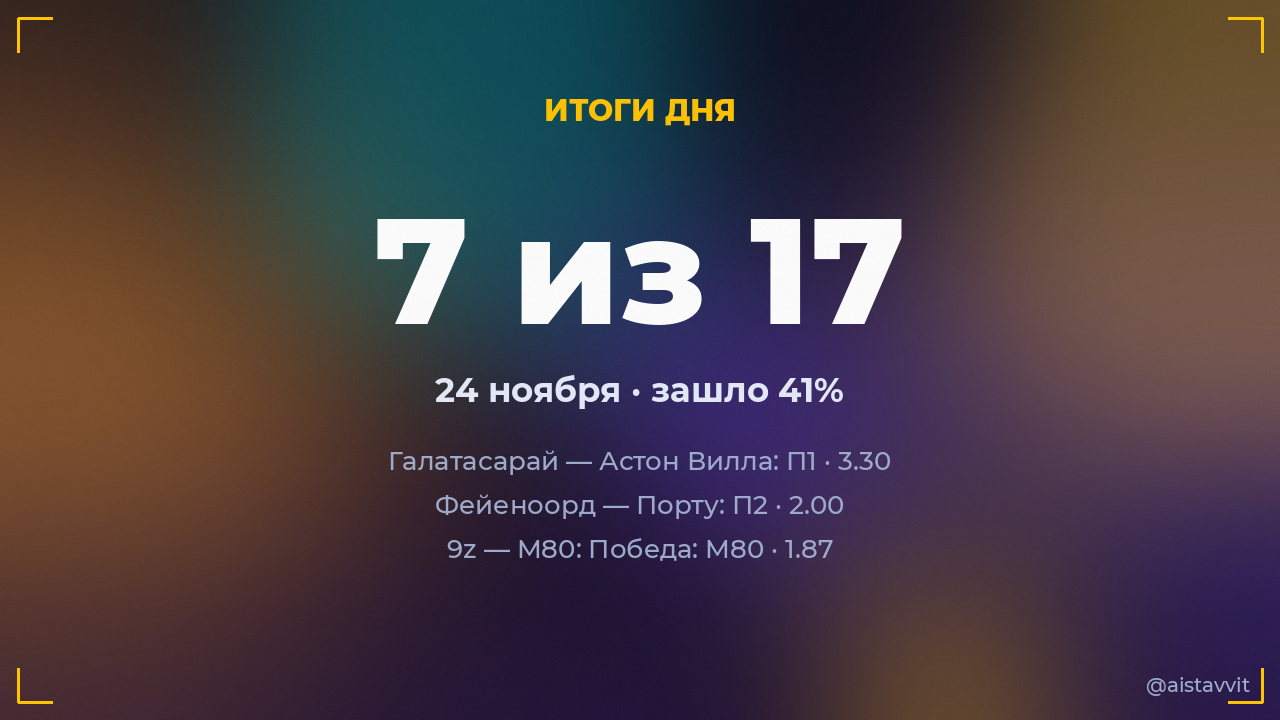 ИТОГИ ДНЯ
7 из 17
24 ноября · зашло 41%
Галатасарай — Астон Вилла: П1 · 3.30
Фейеноорд — Порту: П2 · 2.00
9z — M80: Победа: M80 · 1.87
@aistavvit